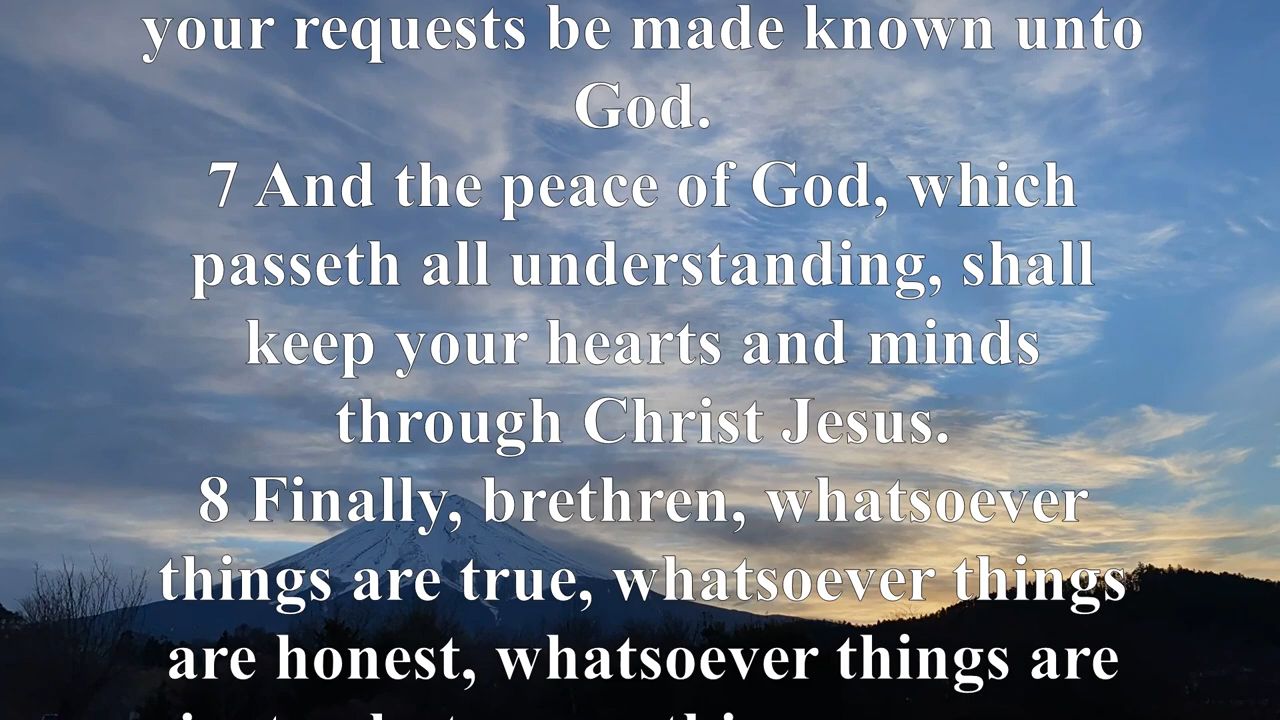 your requests be made known unto
God.
7 And the peace of God, which
passeth all understanding, shall
keep your hearts and minds
through Christ Jesus.
8 Finally, brethren, whatsoever
things are true, whatsoever things
are honest, whatsoever things are